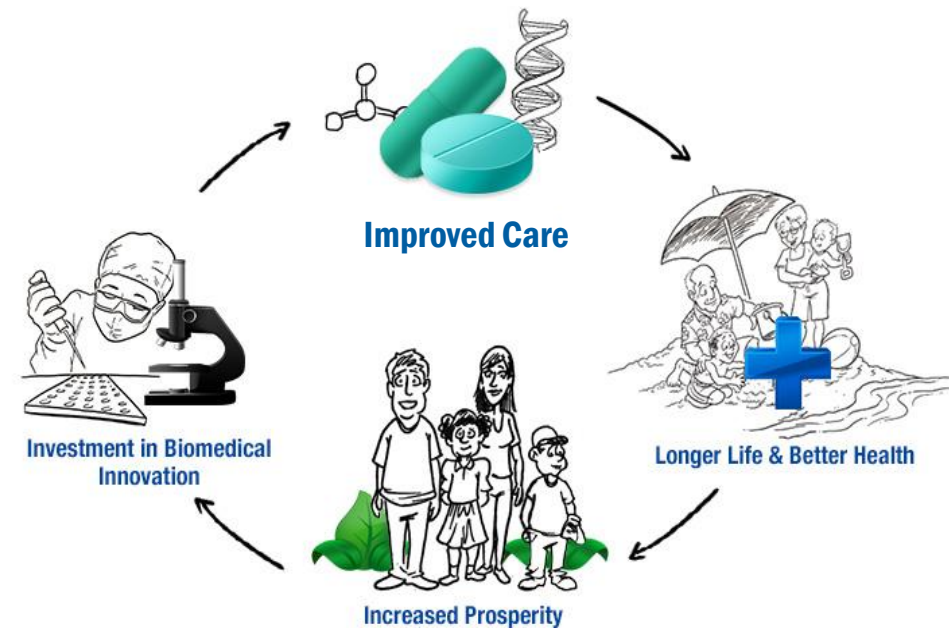 Improved Care
Investment in Biomedical
Innovation
Longer Life & Better Health
Increased Prosperity